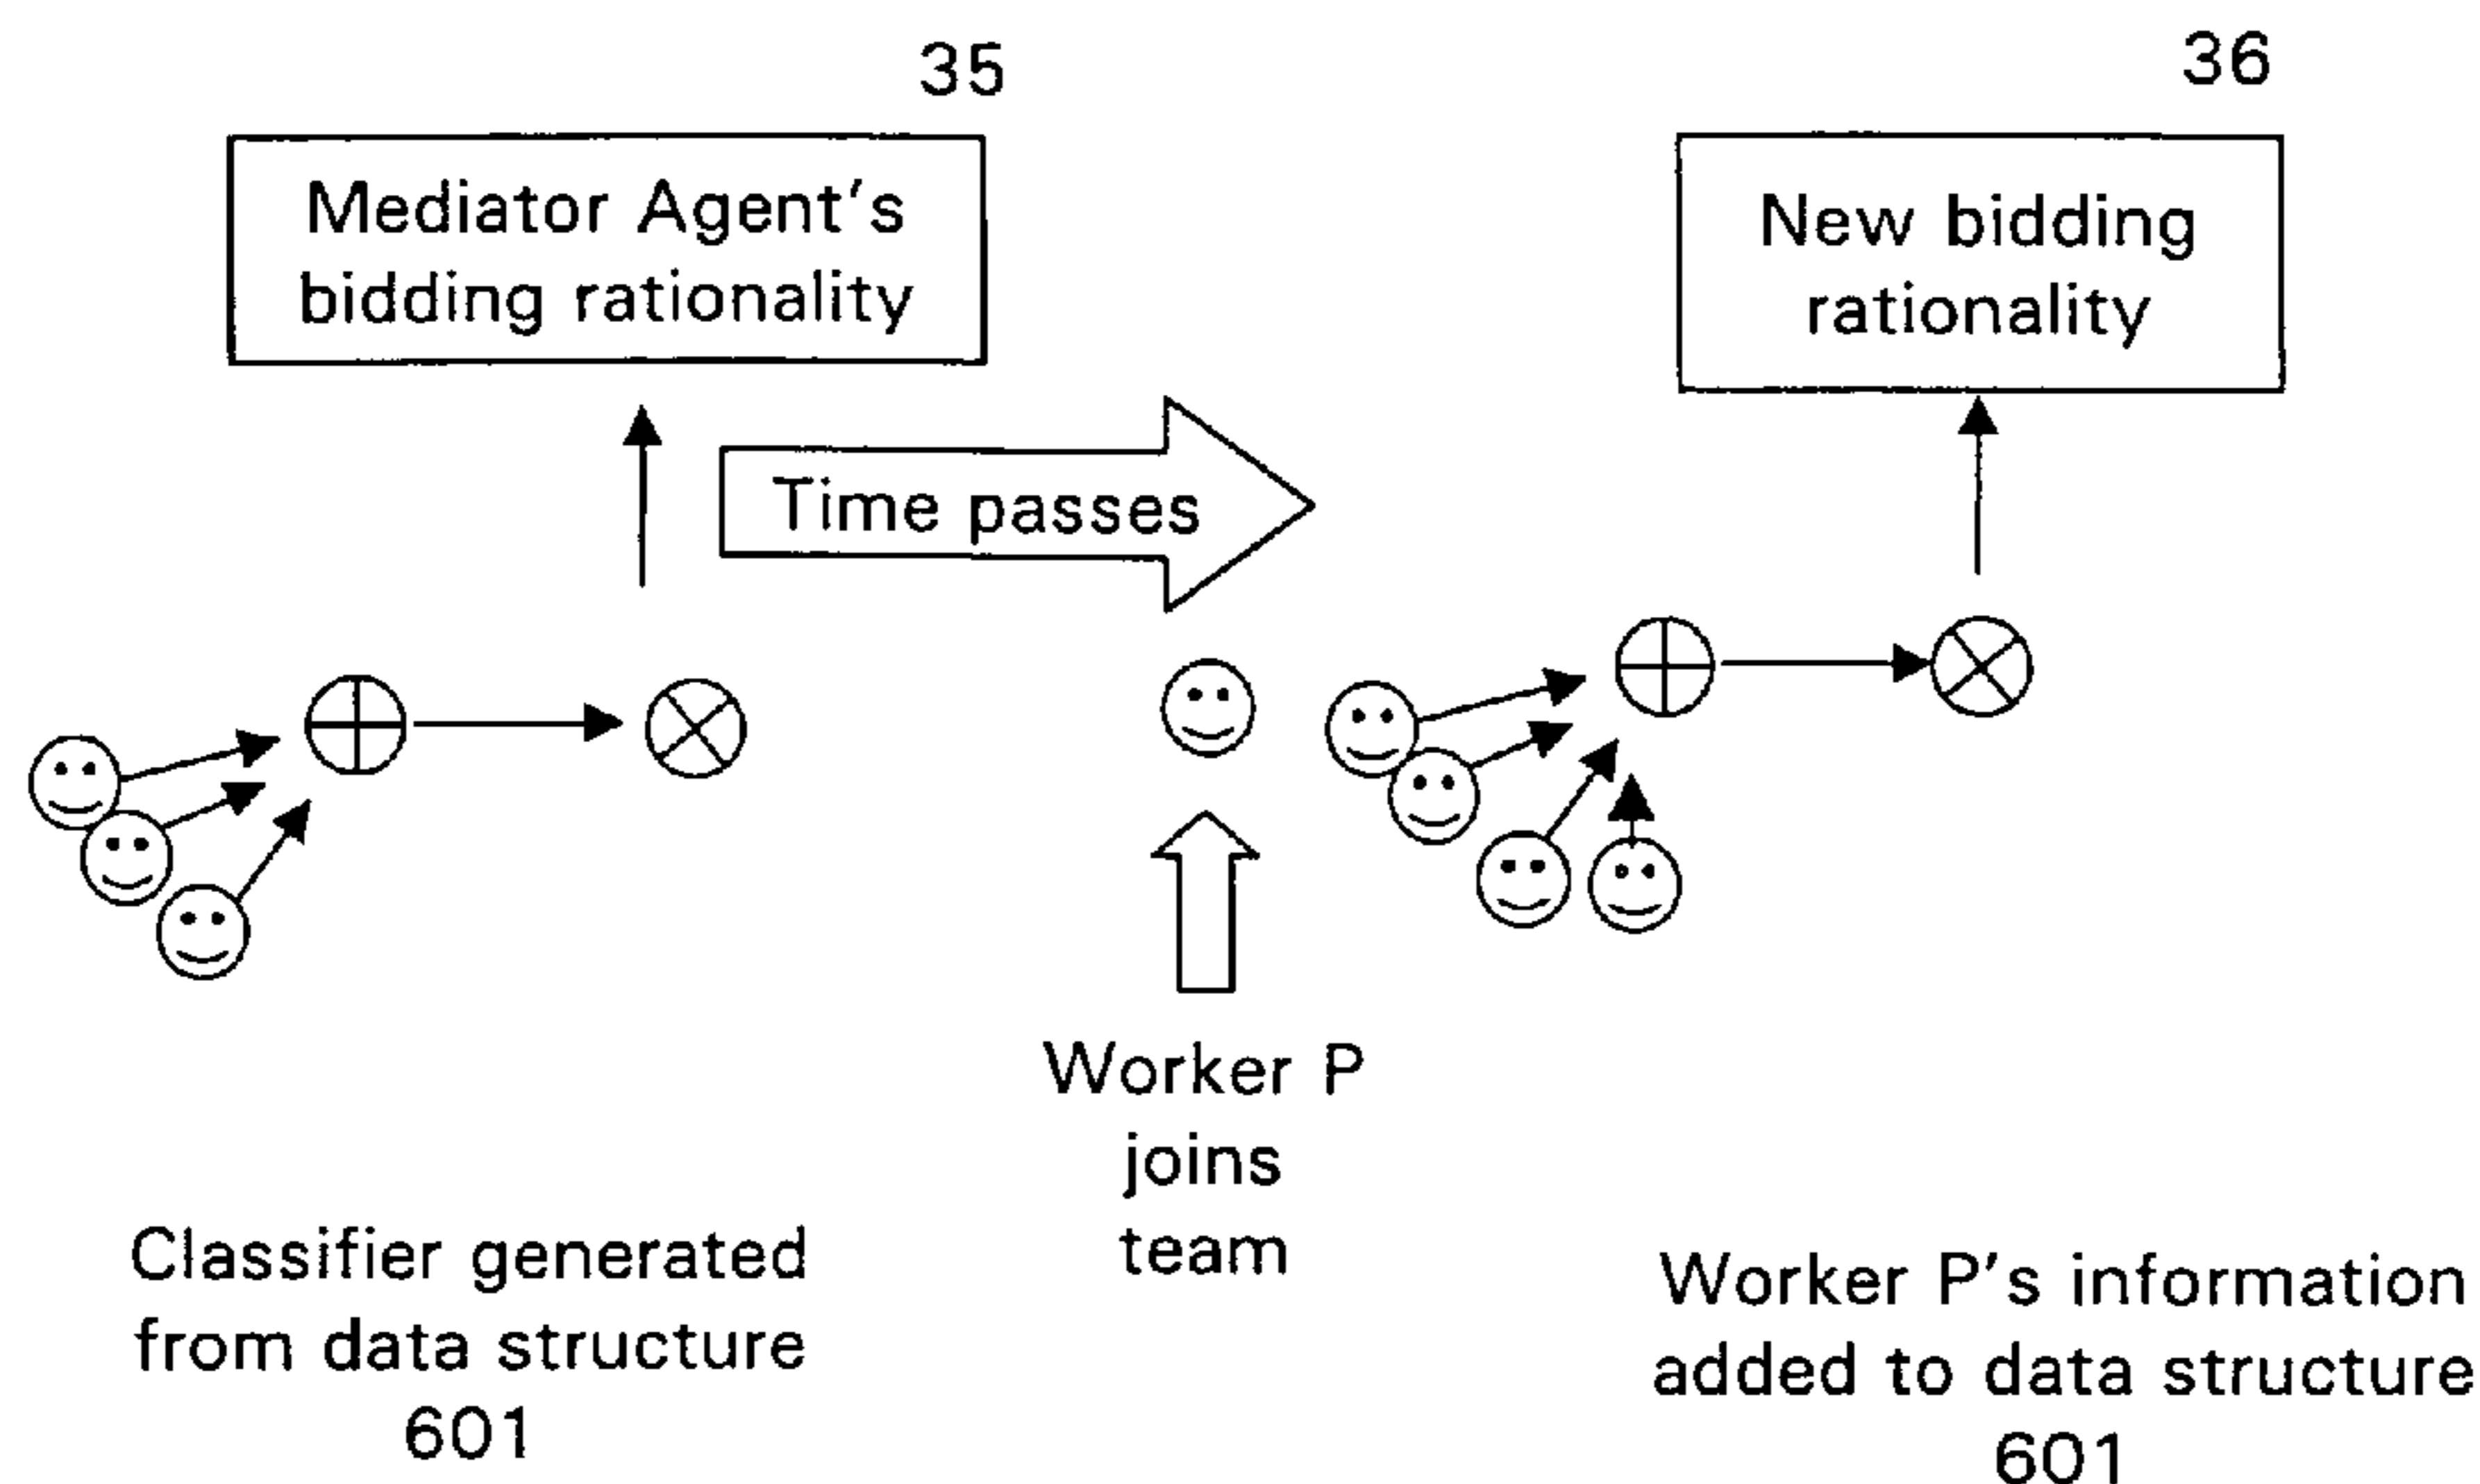 35
36
Mediator Agent's
bidding rationality
New bidding
rationality
Time passes
Worker P
joins
team
Classifier generated
from data structure
601
Worker P's information
added to data structure
601